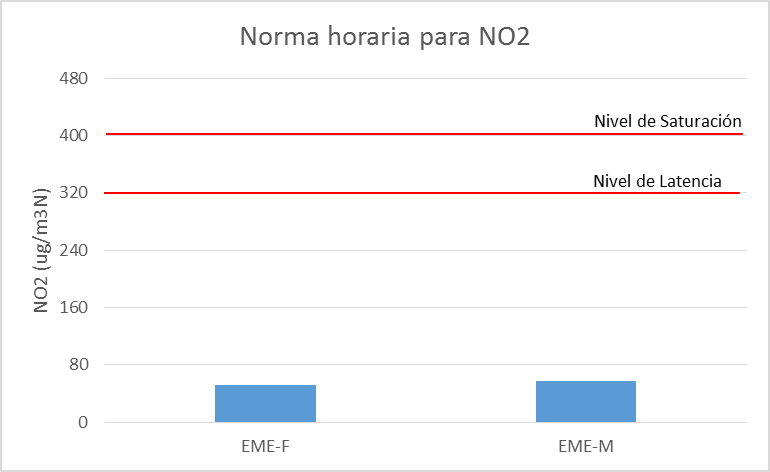 Norma horaria para NO2
480
Nivel de Saturación
400
Nivel de Latencia
320
240
160
80
0
NO2 (ug/m3N)
EME-F
EME-M